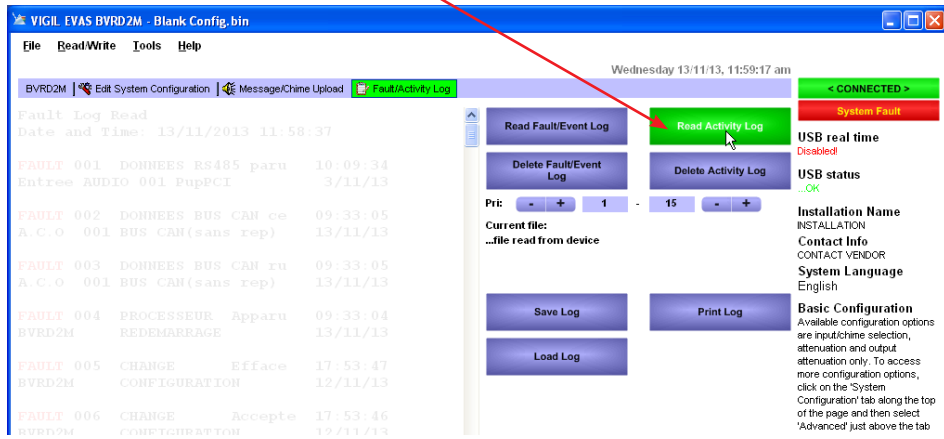 VIGIL EVAS BVRD2M - Blank Config.bin
File Read/Write Tools Help
Wednesday 13/11/13, 11:59:17 am
BVRD2M Edit System Configuration Message/Chime Upload Fault/Activity Log
Fault Log Read
Date and Time: 13/11/2013 11:58:37
FAULT 001 DONNEES RS485 paru 10:09:34
Entree AUDIO 001 PupPCI 3/11/13
FAULT 002 DONNEES BUS CAN ce 09:33:05
A.C.O 001 BUS CAN(sans rep) 13/11/13
FAULT 003 DONNEES BUS CAN ru 09:33:05
A.C.O 001 BUS CAN(sans rep) 13/11/13
FAULT 004 PROCESSEUR Apparu 09:33:04
BVRD2M REDEMARRAGE 13/11/13
FAULT 005 CHANGE Efface 17:53:47
BVRD2M CONFIGURATION 12/11/13
FAULT 006 CHANGE Accepte 17:53:46
BVRD2M CONFIGURATION 12/11/13
Read Fault/Event Log
Read Activity Log
Delete Fault/Event
Log
Delete Activity Log
Pri: - + 1 - 15 - +
Current file:
...file read from device
Save Log
Print Log
Load Log
< CONNECTED >
System Fault
USB real time
Disabled!
USB status
...OK
Installation Name
INSTALLATION
Contact Info
CONTACT VENDOR
System Language
English
Basic Configuration
Available configuration options
are input/chime selection,
attenuation and output
attenuation only. To access
more configuration options,
click on the 'System
Configuration' tab along the top
of the page and then select
'Advanced' just above the tab